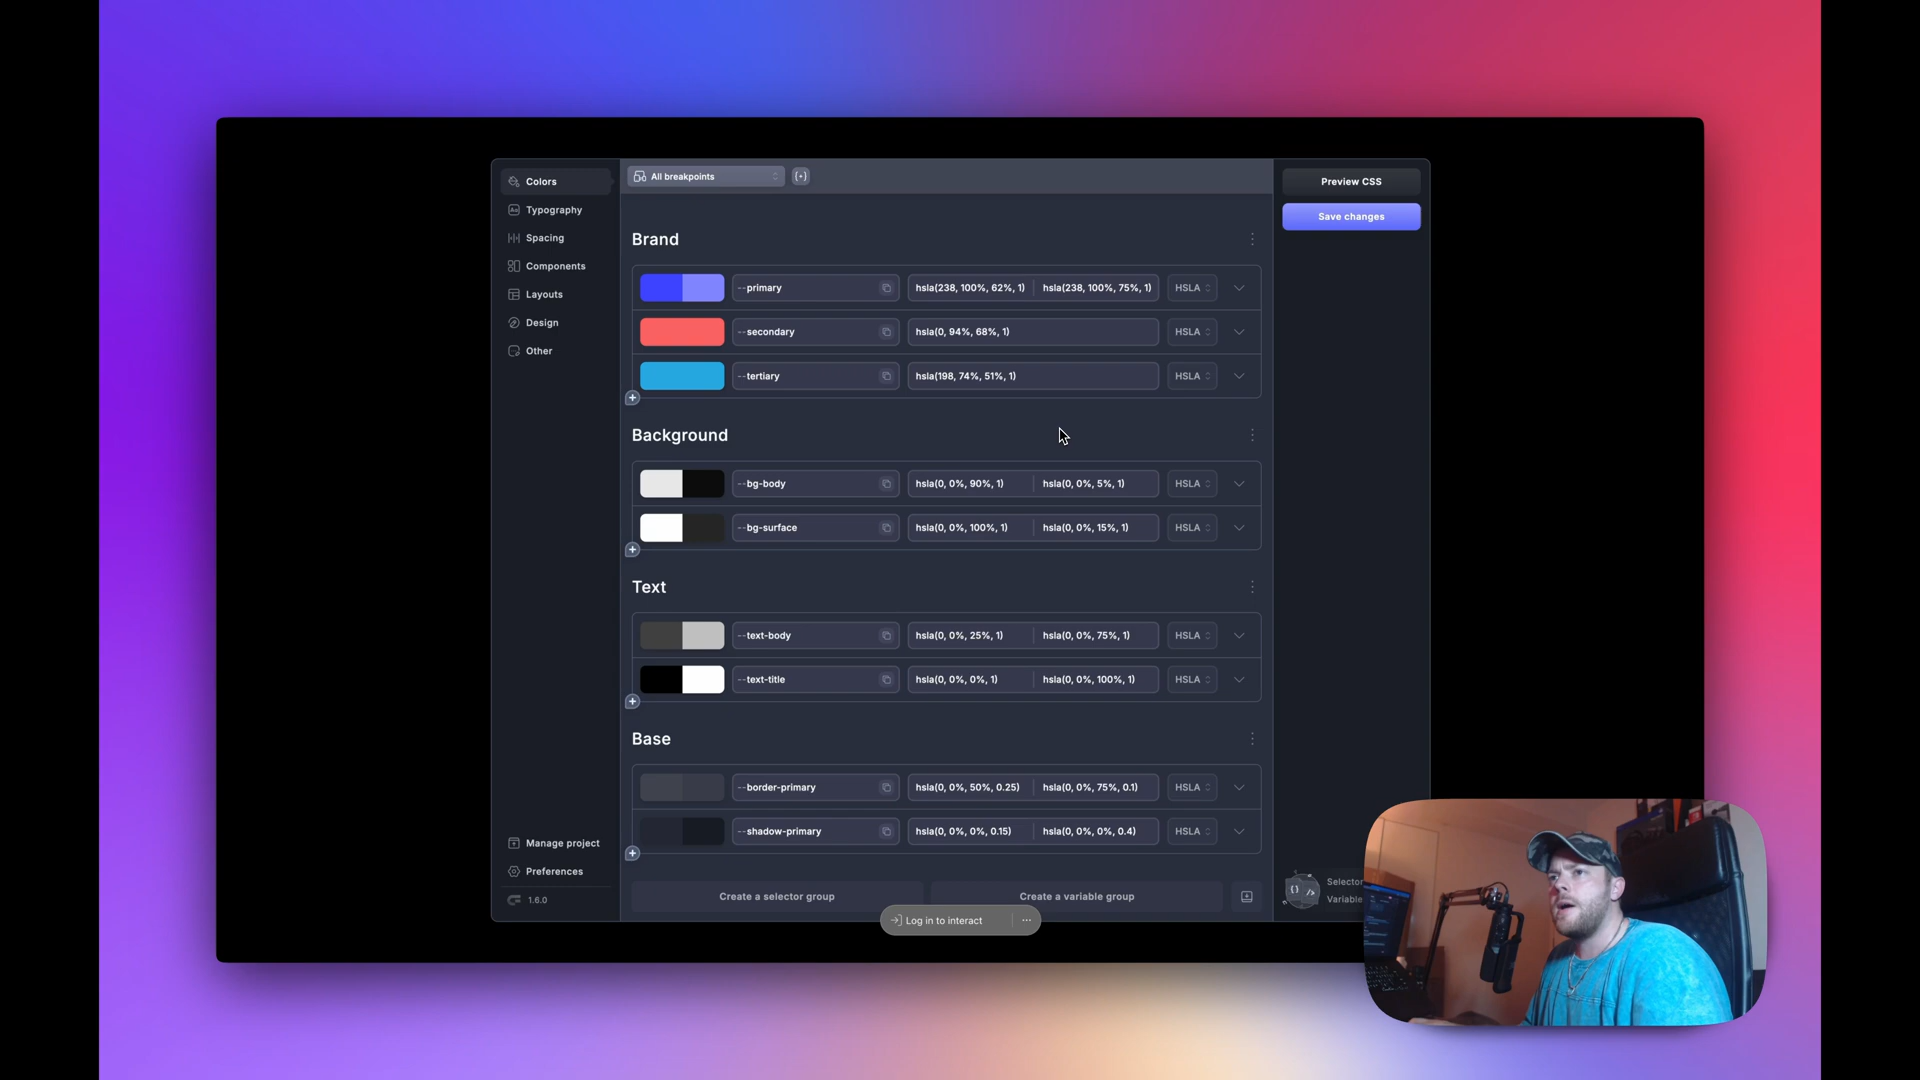 Colors
Typography
Spacing
Components
Layouts
Design
Other
Manage project
Preferences
1.6.0
All breakpoints
Brand
--primary hsla(238, 100%, 62%, 1) hsla(238, 100%, 75%, 1) HSLA
--secondary hsla(0, 94%, 68%, 1) HSLA
--tertiary hsla(198, 74%, 51%, 1) HSLA
Background
--bg-body hsla(0, 0%, 90%, 1) hsla(0, 0%, 5%, 1) HSLA
--bg-surface hsla(0, 0%, 100%, 1) hsla(0, 0%, 15%, 1) HSLA
Text
--text-body hsla(0, 0%, 25%, 1) hsla(0, 0%, 75%, 1) HSLA
--text-title hsla(0, 0%, 0%, 1) hsla(0, 0%, 100%, 1) HSLA
Base
--border-primary hsla(0, 0%, 50%, 0.25) hsla(0, 0%, 75%, 0.1) HSLA
--shadow-primary hsla(0, 0%, 0%, 0.15) hsla(0, 0%, 0%, 0.4) HSLA
Create a selector group Create a variable group
Log in to interact
Preview CSS
Save changes
Selector
Variable